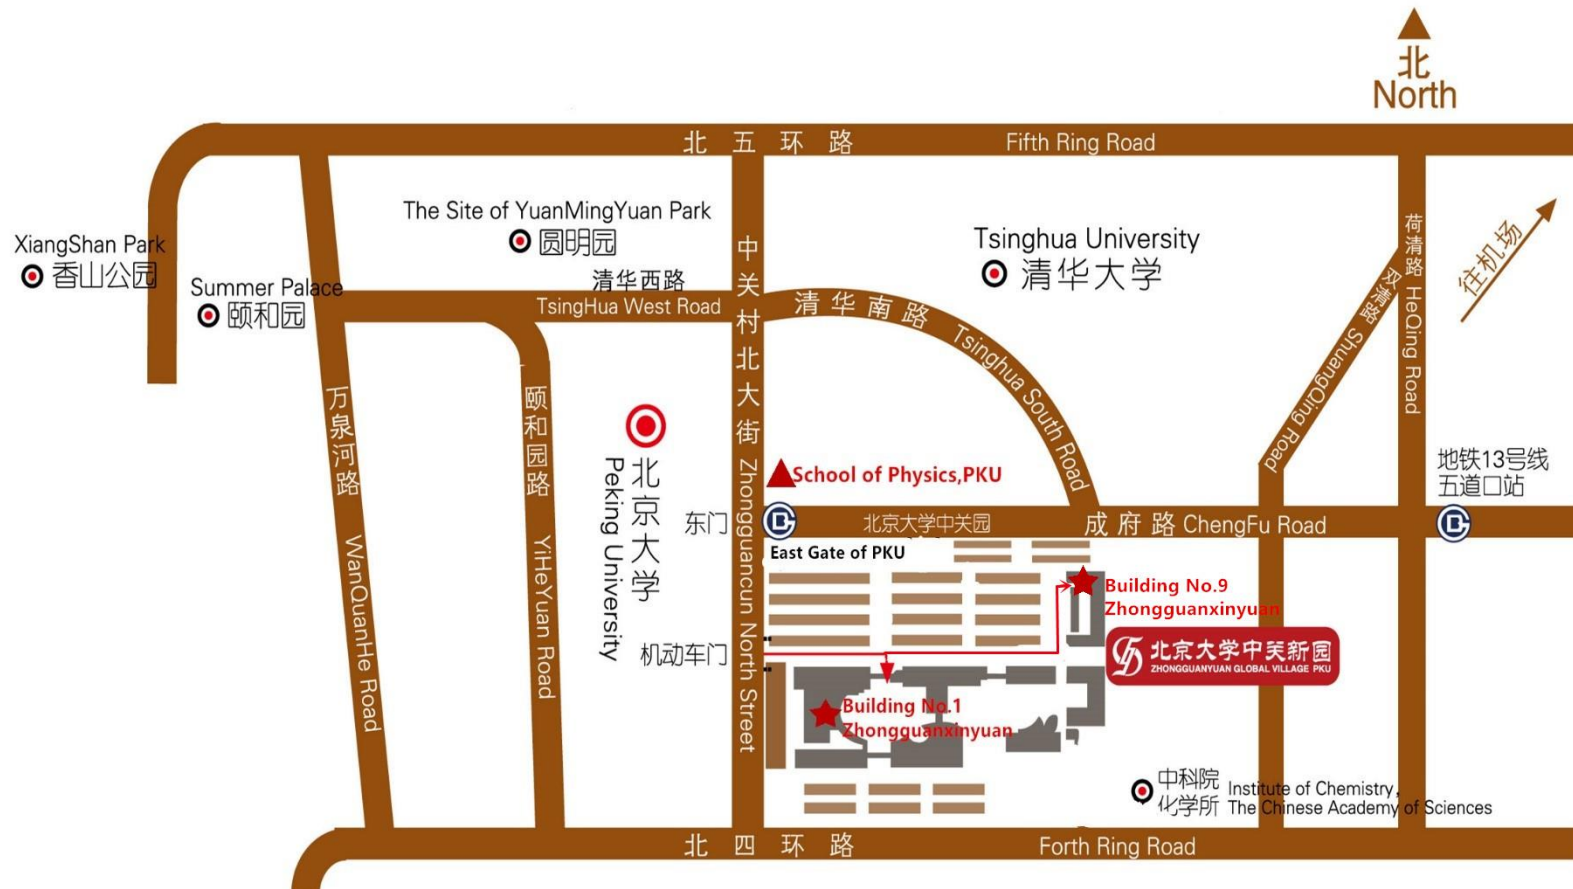 北
North
北五环路 Fifth Ring Road
The Site of YuanMingYuan Park
圆明园
XiangShan Park
香山公园
Summer Palace
颐和园
清华西路
TsingHua West Road
中关村北大街 Zhongguancun North Street
清华南路 Tsinghua South Road
Tsinghua University
清华大学
荷清路 HeQing Road
双清路 ShuangQing Road
往机场
万泉河路 WanQuanHe Road
颐和园路 YiHeYuan Road
北京大学
Peking University
School of Physics,PKU
地铁13号线
五道口站
东门
北京大学中关园
成府路 ChengFu Road
East Gate of PKU
Building No.9
Zhongguanxinyuan
机动车门
北京大学中关新园
ZHONGGUANYUAN GLOBAL VILLAGE PKU
Building No.1
Zhongguanxinyuan
中科院
化学所
Institute of Chemistry,
The Chinese Academy of Sciences
北四环路 Forth Ring Road